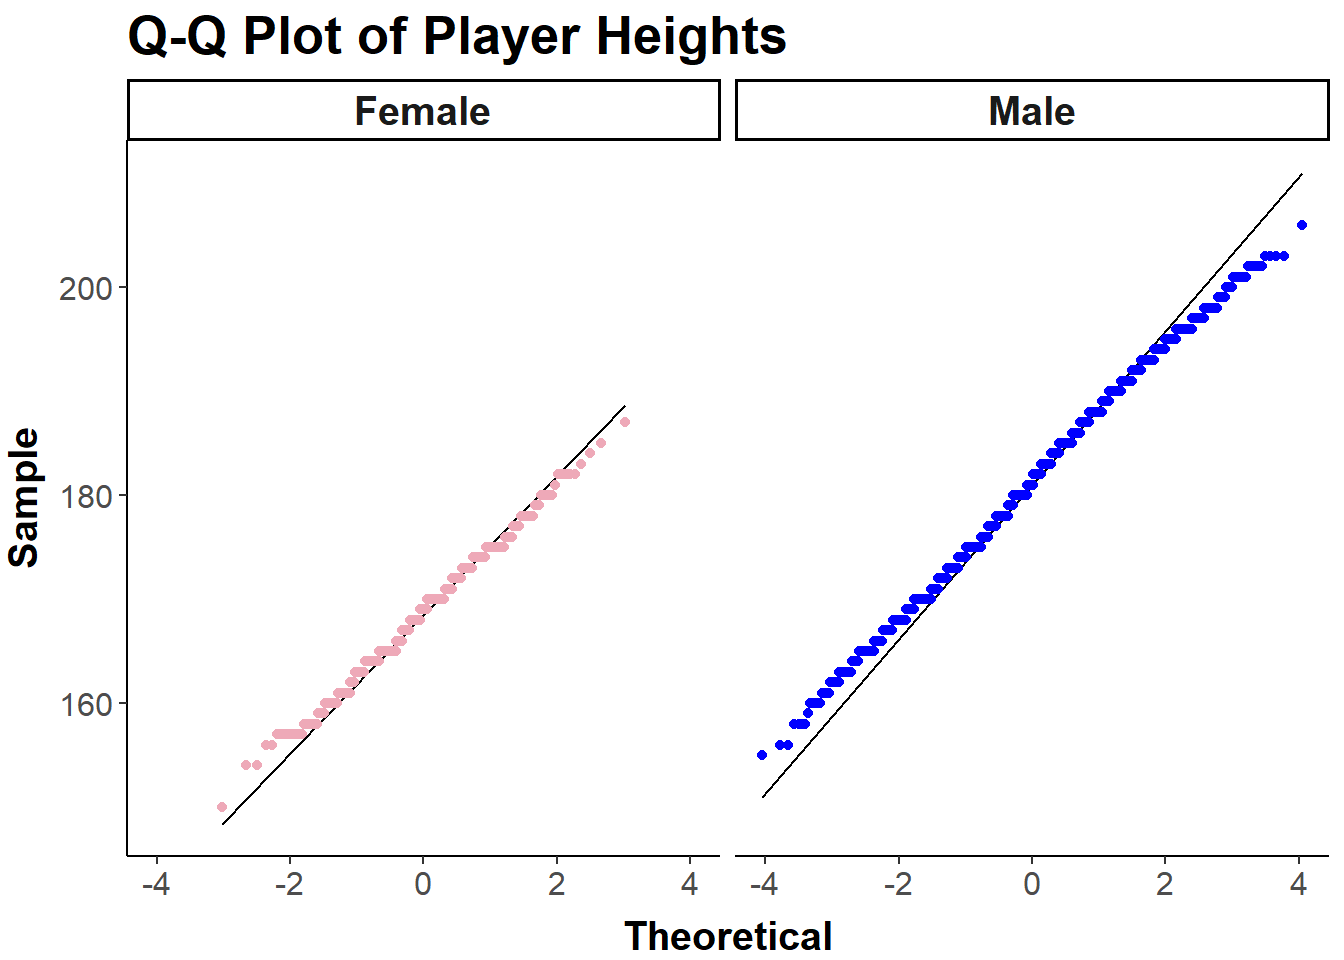 Q-Q Plot of Player Heights
Female
Male
200
180
160
Sample
-4 -2 0 2 4
-4 -2 0 2 4
Theoretical